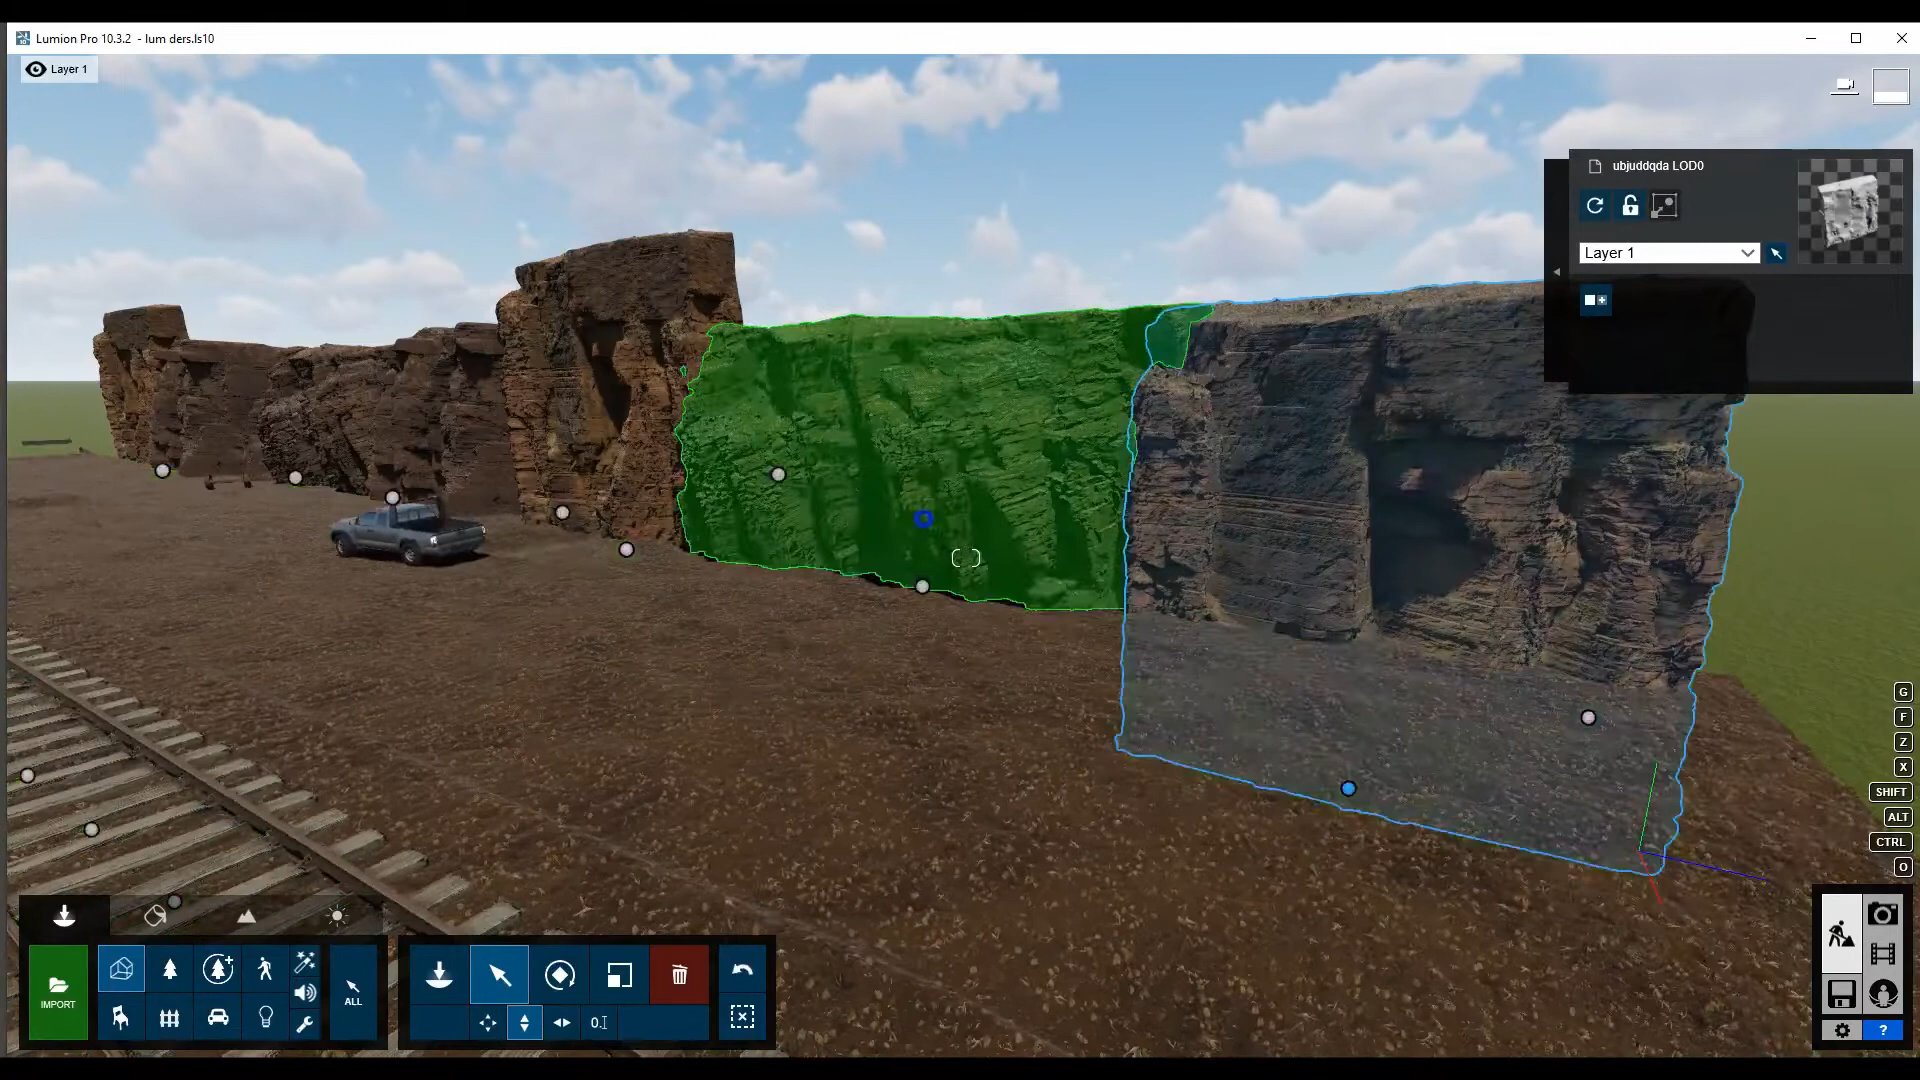 Lumion Pro 10.3.2 - lum ders.ls10
Layer 1
ubjuddqda LOD0
Layer 1
G
F
Z
X
SHIFT
ALT
CTRL
O
IMPORT
ALL
0.
?